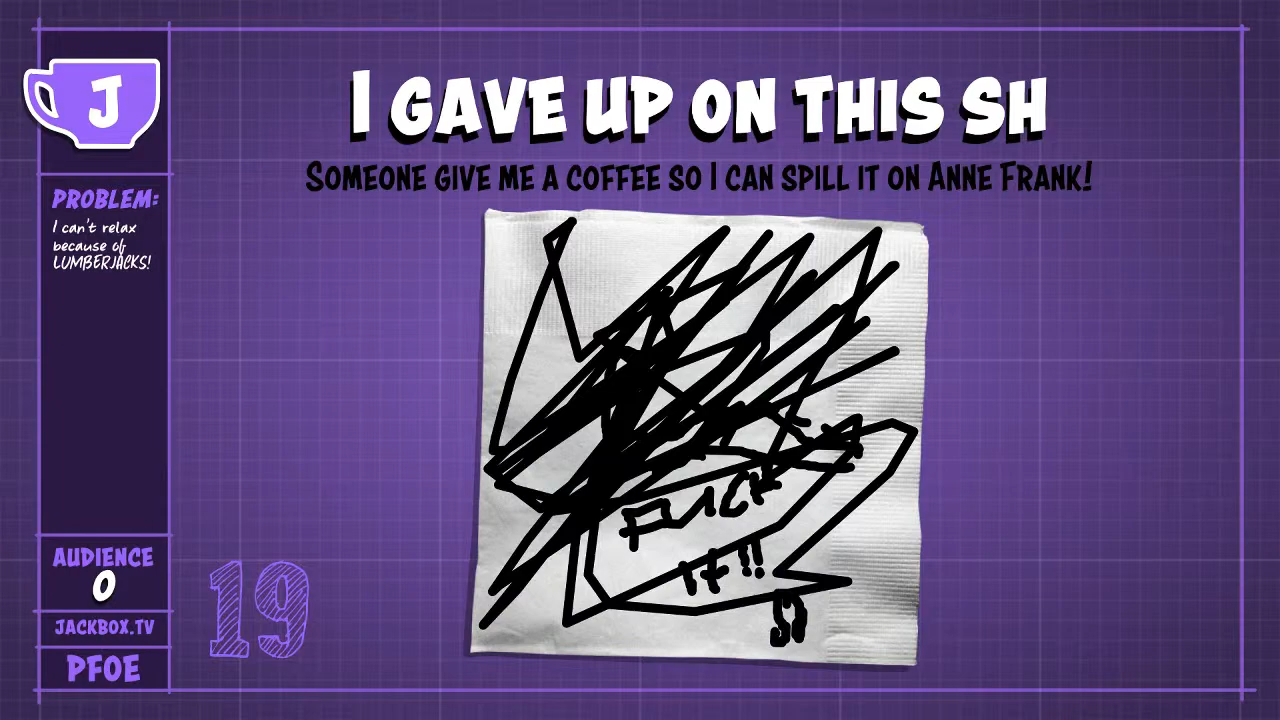 J
I GAVE UP ON THIS SH
SOMEONE GIVE ME A COFFEE SO I CAN SPILL IT ON ANNE FRANK!
PROBLEM:
I can't relax
because of
LUMBERJACKS!
FUCK
IT!!
AUDIENCE
0
JACKBOX.TV
PFOE
19